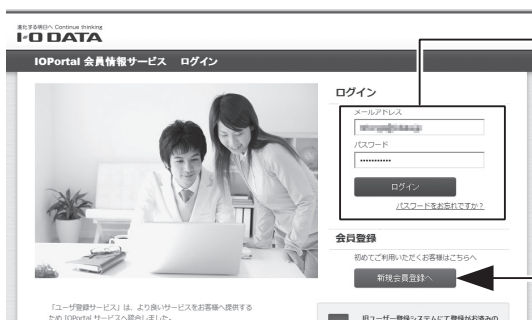 進化する明日へ Continue thinking
I-O DATA
IOPortal 会員情報サービス　ログイン
ログイン
メールアドレス
パスワード
ログイン
パスワードをお忘れですか？
会員登録
初めてご利用いただくお客様はこちらへ
新規会員登録へ
「ユーザ登録サービス」は、より良いサービスをお客様へ提供する
ため IOPortal サービスへ統合しました。
旧ユーザー登録システムにて登録がお済みの